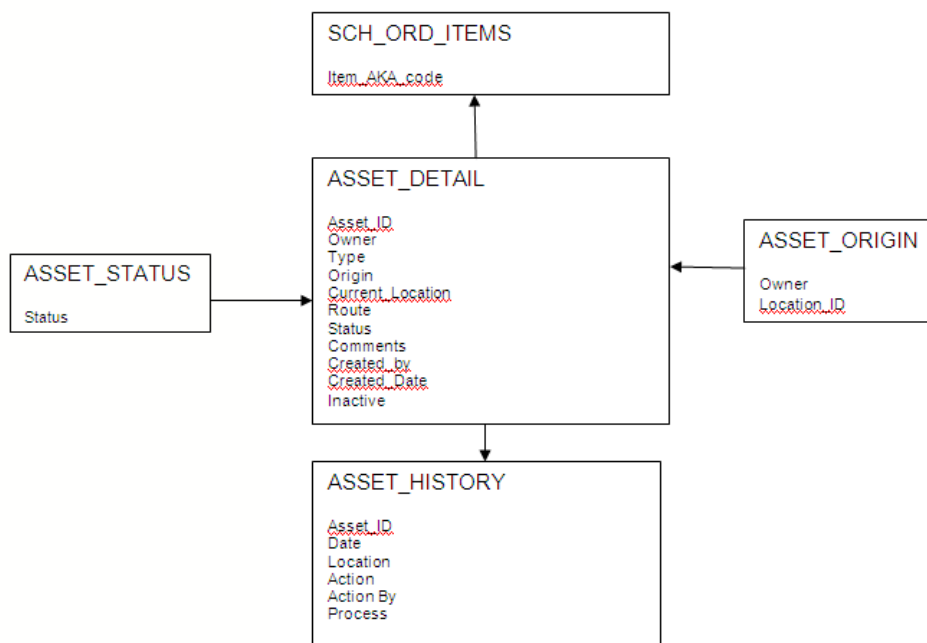 SCH_ORD_ITEMS
Item_AKA_code
ASSET_DETAIL
Asset_ID
Owner
Type
Origin
Current_Location
Route
Status
Comments
Created_by
Created_Date
Inactive
ASSET_STATUS
Status
ASSET_ORIGIN
Owner
Location_ID
ASSET_HISTORY
Asset_ID
Date
Location
Action
Action By
Process